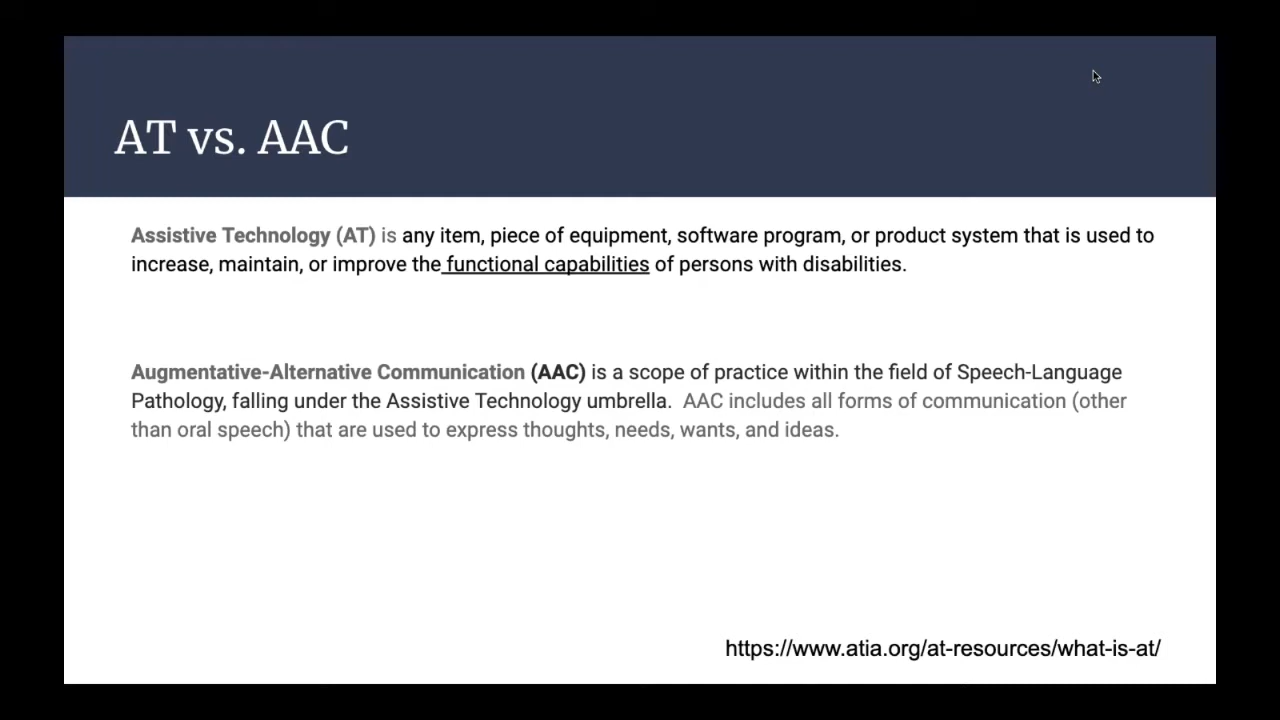 AT vs. AAC
Assistive Technology (AT) is any item, piece of equipment, software program, or product system that is used to
increase, maintain, or improve the functional capabilities of persons with disabilities.
Augmentative-Alternative Communication (AAC) is a scope of practice within the field of Speech-Language
Pathology, falling under the Assistive Technology umbrella.  AAC includes all forms of communication (other
than oral speech) that are used to express thoughts, needs, wants, and ideas.
https://www.atia.org/at-resources/what-is-at/